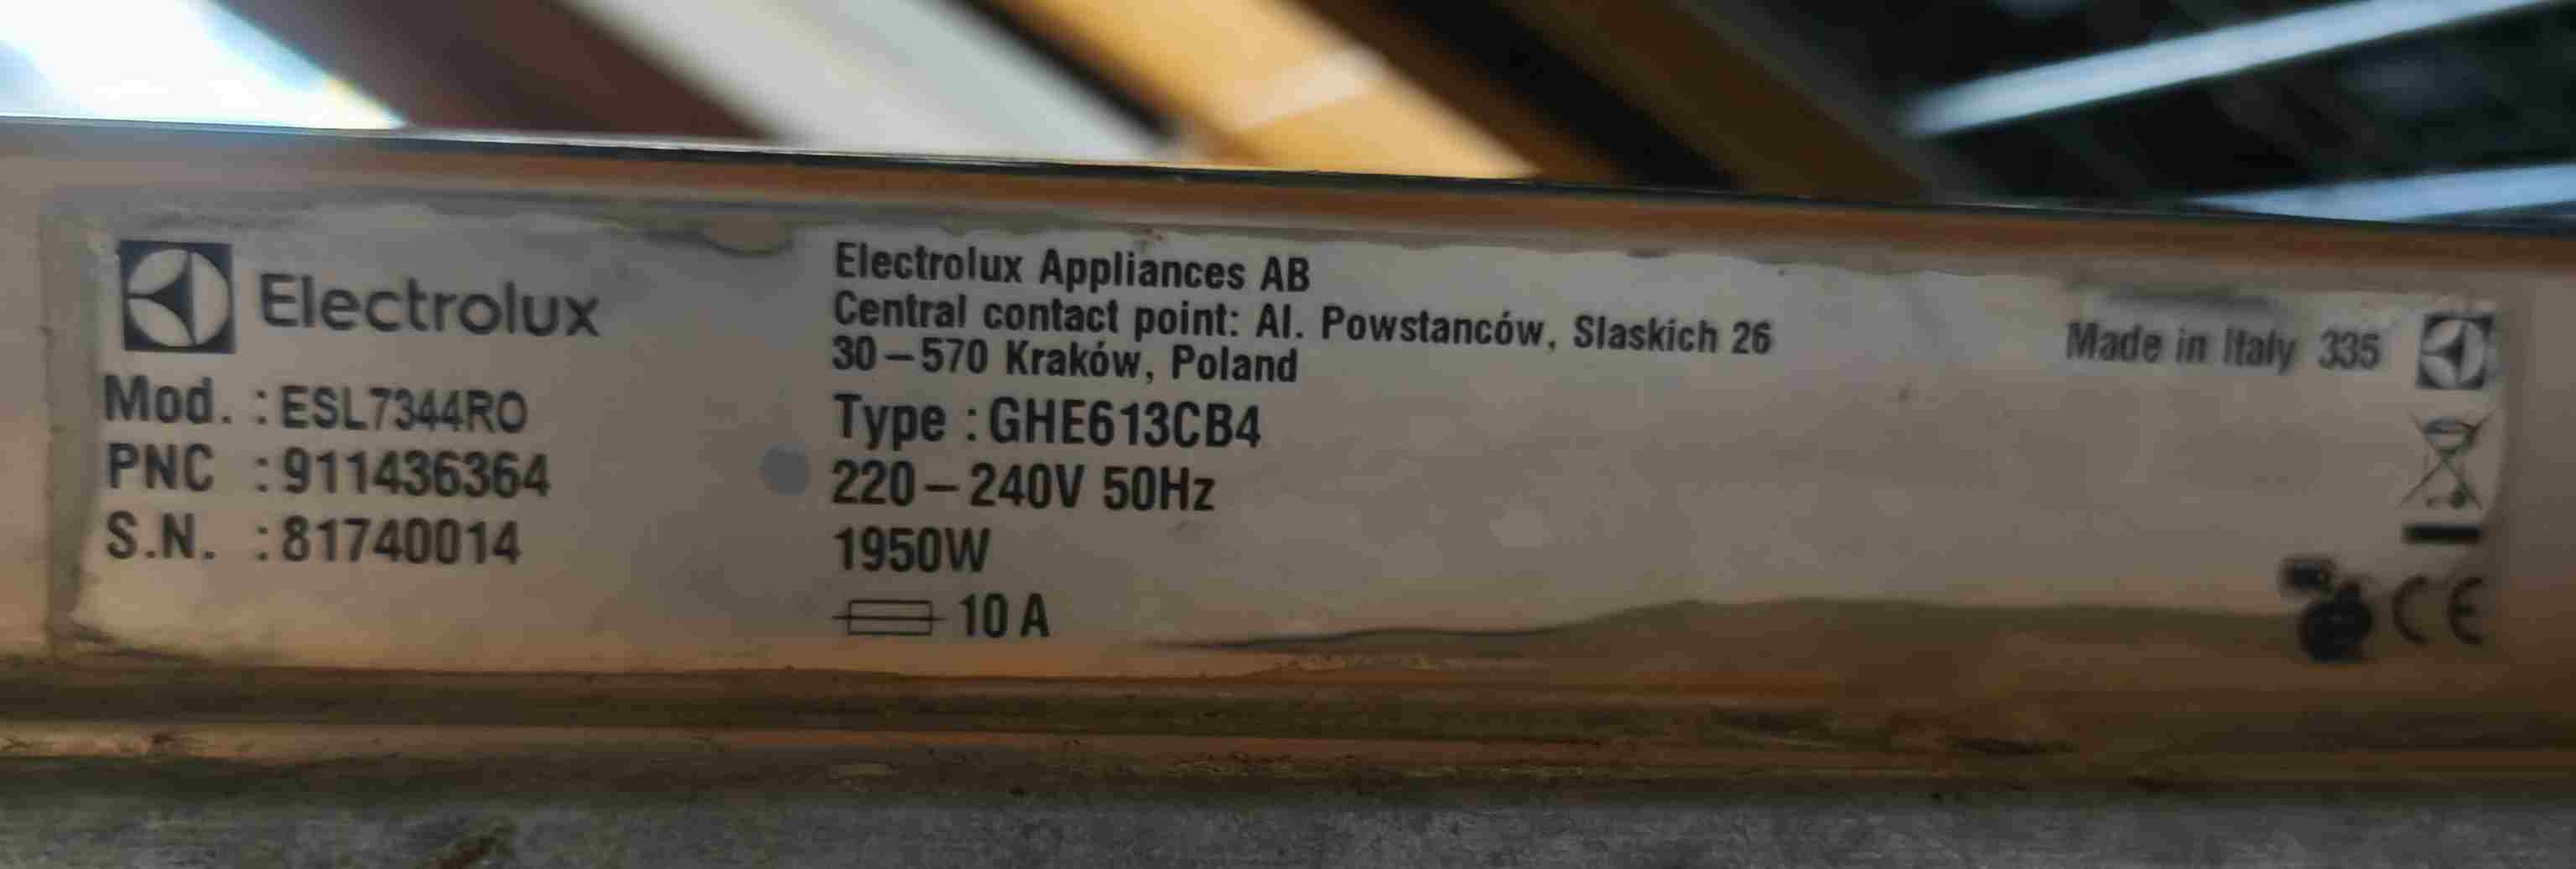 Electrolux
Mod. : ESL7344RO
PNC : 911436364
S.N. : 81740014
Electrolux Appliances AB
Central contact point: Al. Powstanców, Slaskich 26
30-570 Kraków, Poland
Type : GHE613CB4
220-240V 50Hz
1950W
10 A
Made in Italy 335
CE